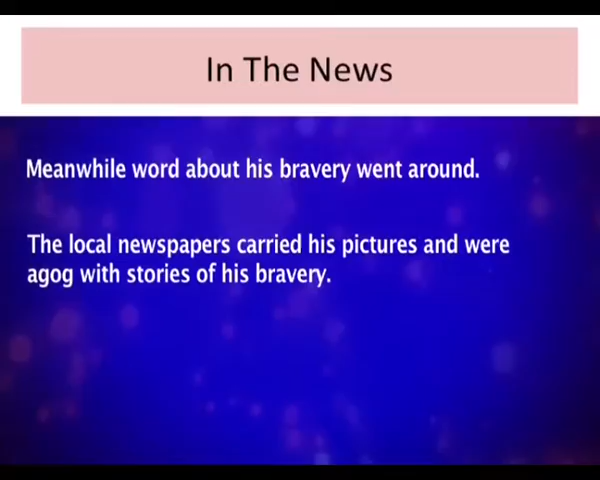 In The News
Meanwhile word about his bravery went around.
The local newspapers carried his pictures and were
agog with stories of his bravery.